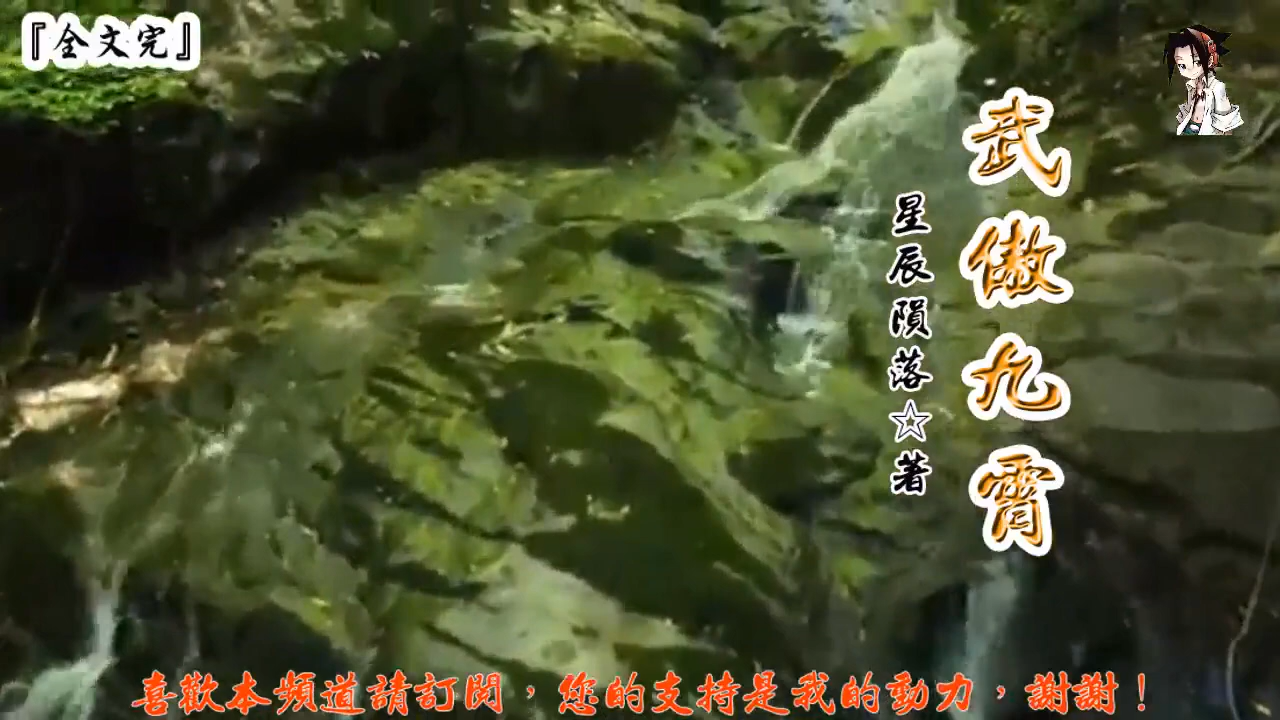 『全文完』
武傲九霄
星辰隕落☆著
喜歡本頻道請訂閱，您的支持是我的動力，謝謝！